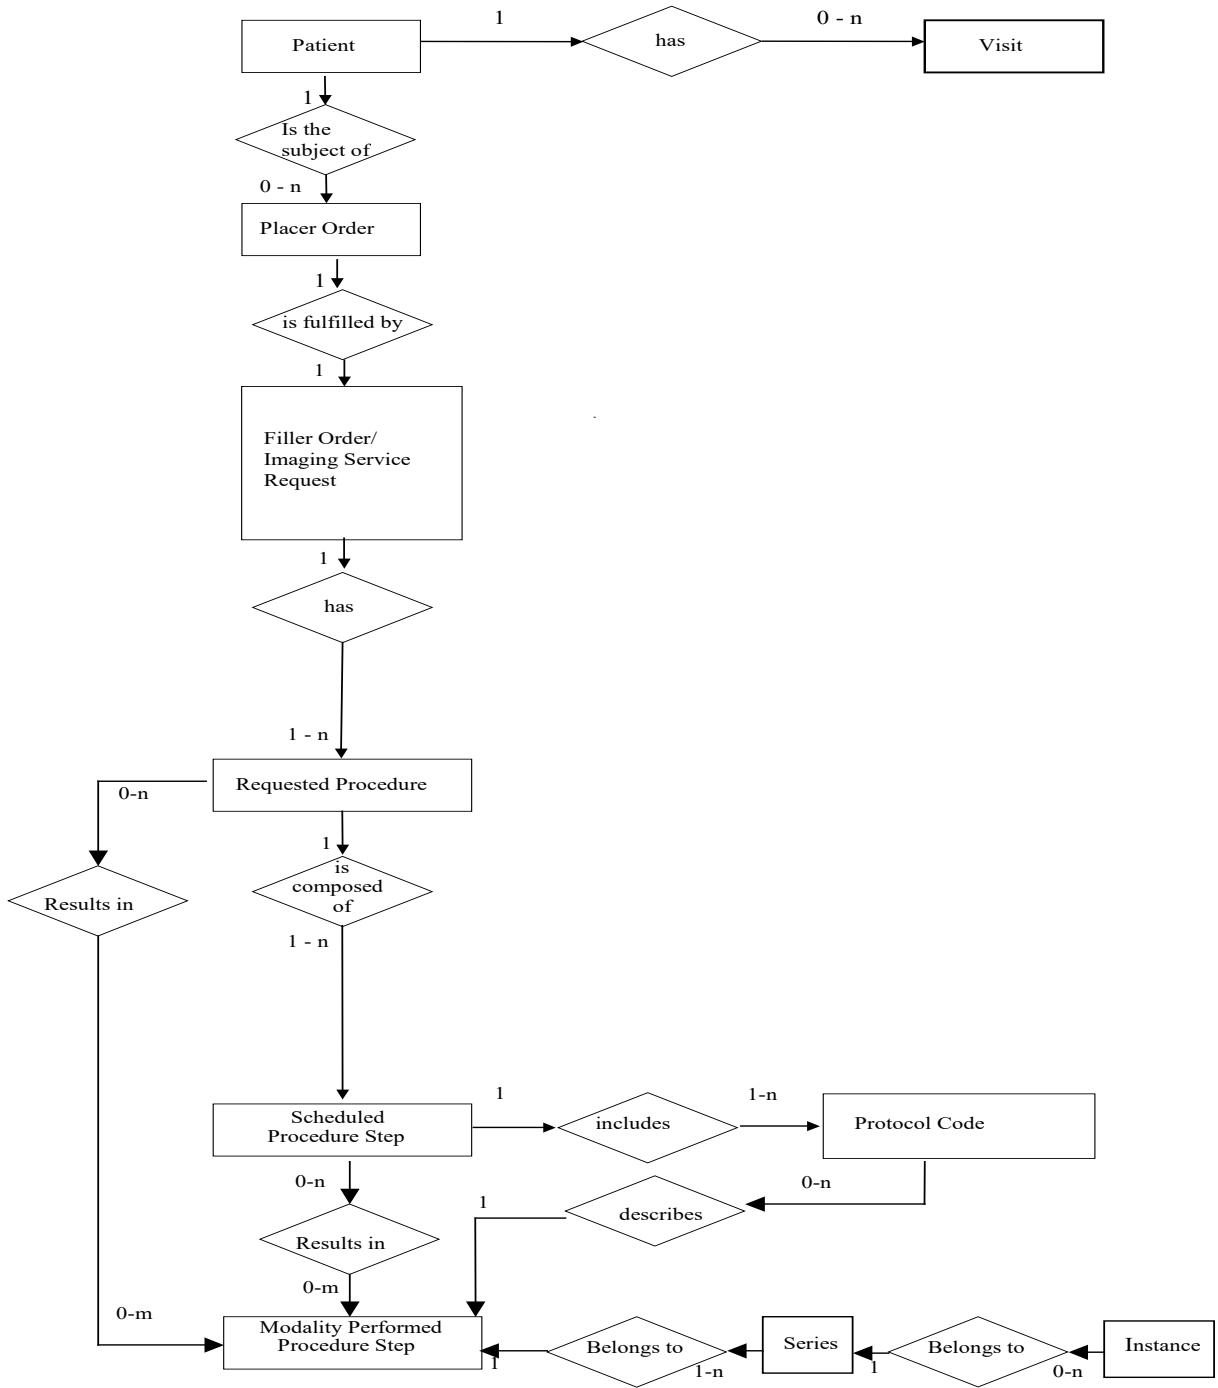 1
0 - n
Patient
has
Visit
1
Is the
subject of
0 - n
Placer Order
1
is fulfilled by
1
Filler Order/
Imaging Service
Request
1
has
1 - n
Requested Procedure
0-n
1
is
composed
of
Results in
1 - n
Scheduled
Procedure Step
1
includes
1-n
Protocol Code
0-n
0-n
1
describes
Results in
0-m
0-m
Modality Performed
Procedure Step
1
Belongs to
1-n
Series
1
Belongs to
0-n
Instance